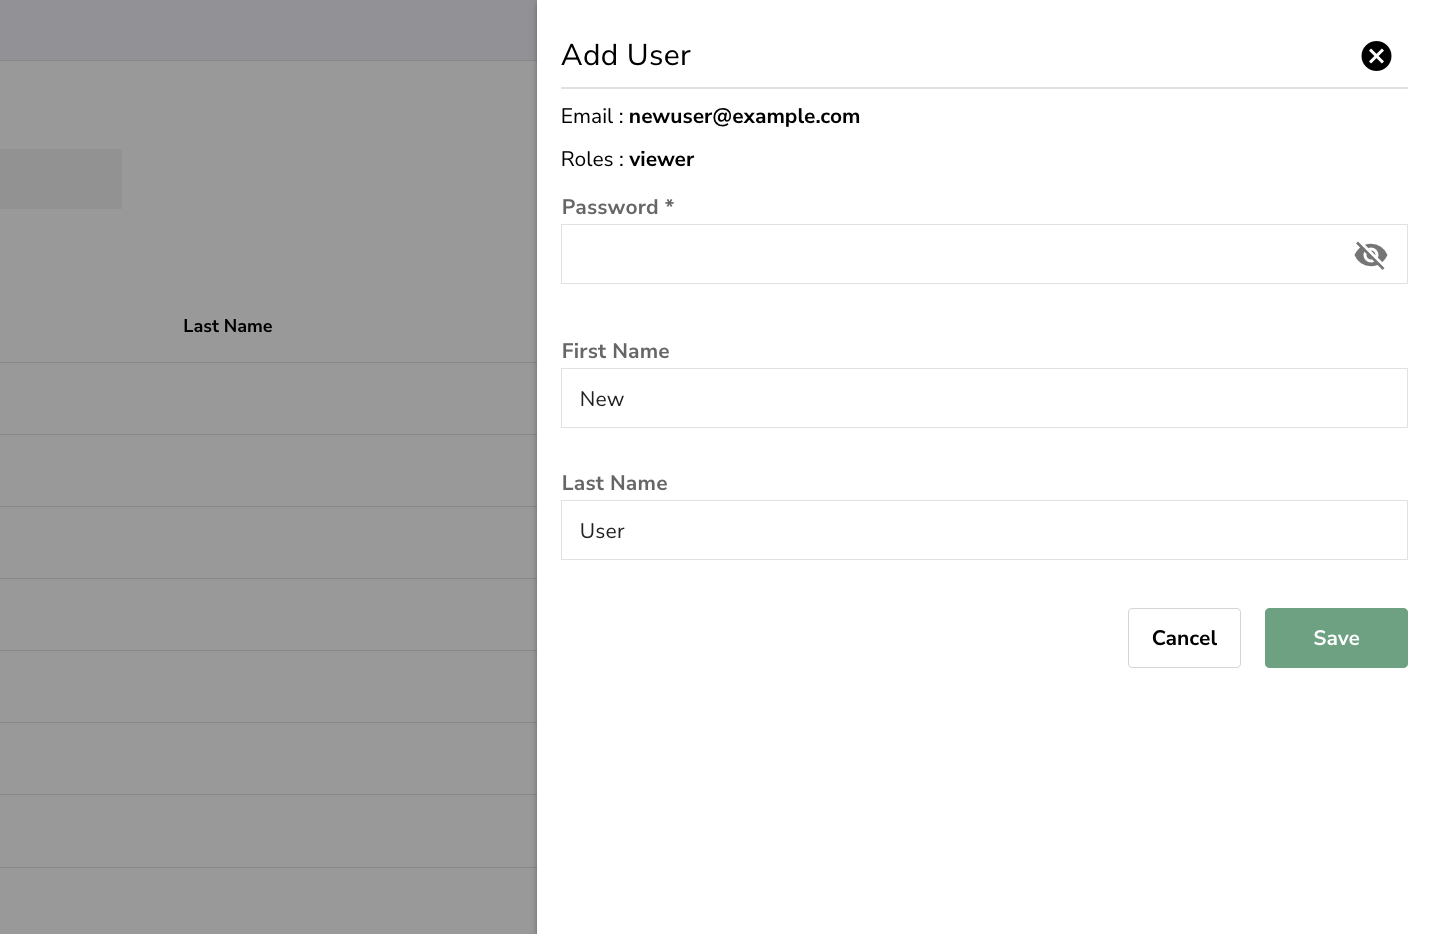 Add User
Email : newuser@example.com
Roles : viewer
Password *
Last Name
First Name
New
Last Name
User
Cancel
Save